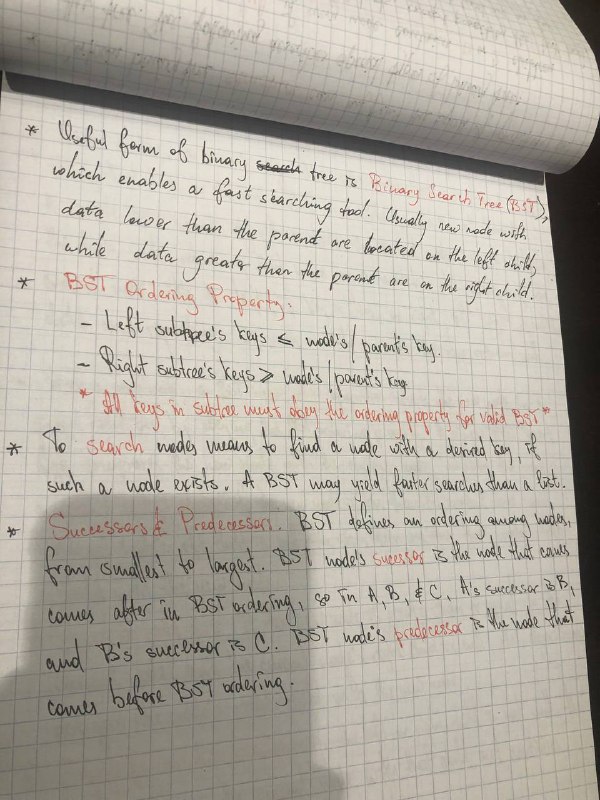 * Useful form of binary search tree is Binary Search Tree (BST),
which enables a fast searching tool. Usually new node with
data lower than the parent are located on the left child,
while data greater than the parent are on the right child.
* BST Ordering Property.
- Left subtree's keys ≤ node's/parent's key.
- Right subtree's keys ≥ node's/parent's key
* All keys in subtree must obey the ordering property for valid BST *
* To search nodes means to find a node with a desired key, if
such a node exists. A BST may yield faster searches than a list.
* Successors & Predecessors. BST defines an ordering among nodes,
from smallest to largest. BST node's sucessor is the node that comes
comes after in BST ordering, so in A, B, & C, A's successor is B,
and B's successor is C. BST node's predecessor is the node that
comes before BST ordering.